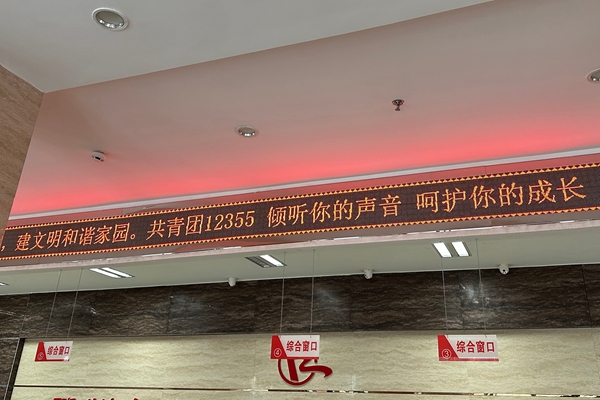 ，建文明和谐家园。共青团12355 倾听你的声音 呵护你的成长
综合窗口
④ 综合窗口
③ 综合窗口